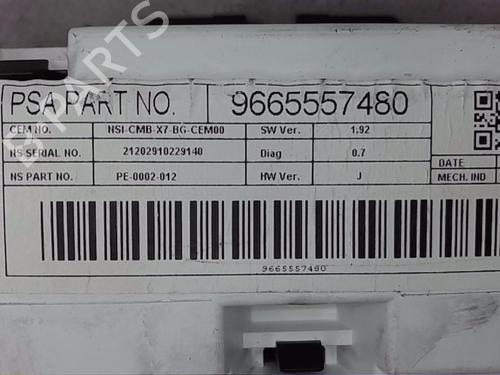 B-PARTS
PSA PART NO. 9665557480
CEM NO. NSI-CMB-X7-BG-CEM00 SW Ver. 1.92
NS SERIAL NO. 21202910229140 Diag 0.7 DATE
NS PART NO. PE-0002-012 HW Ver. J MECH. IND
9665557480